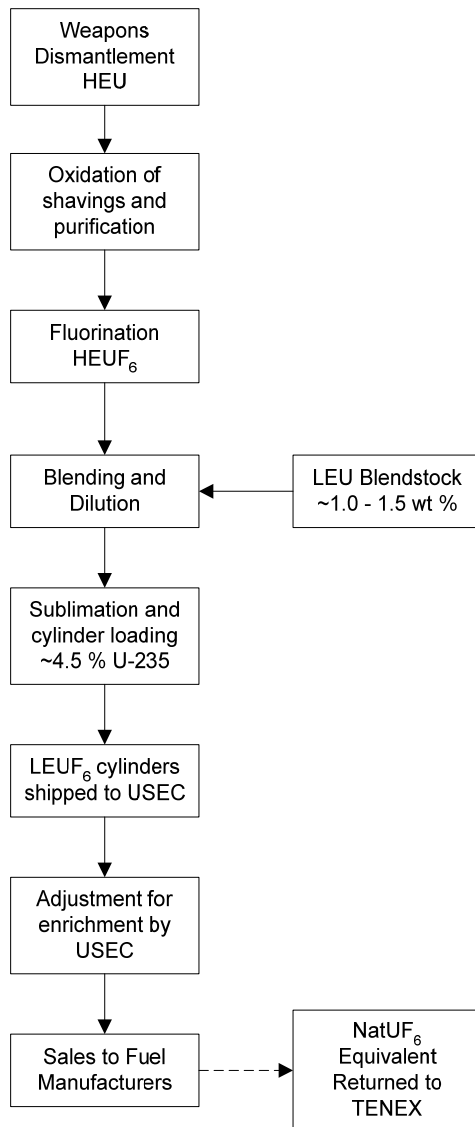 Weapons
Dismantlement
HEU
Oxidation of
shavings and
purification
Fluorination
HEUF₆
Blending and
Dilution
LEU Blendstock
~1.0 - 1.5 wt %
Sublimation and
cylinder loading
~4.5 % U-235
LEUF₆ cylinders
shipped to USEC
Adjustment for
enrichment by
USEC
Sales to Fuel
Manufacturers
NatUF₆
Equivalent
Returned to
TENEX